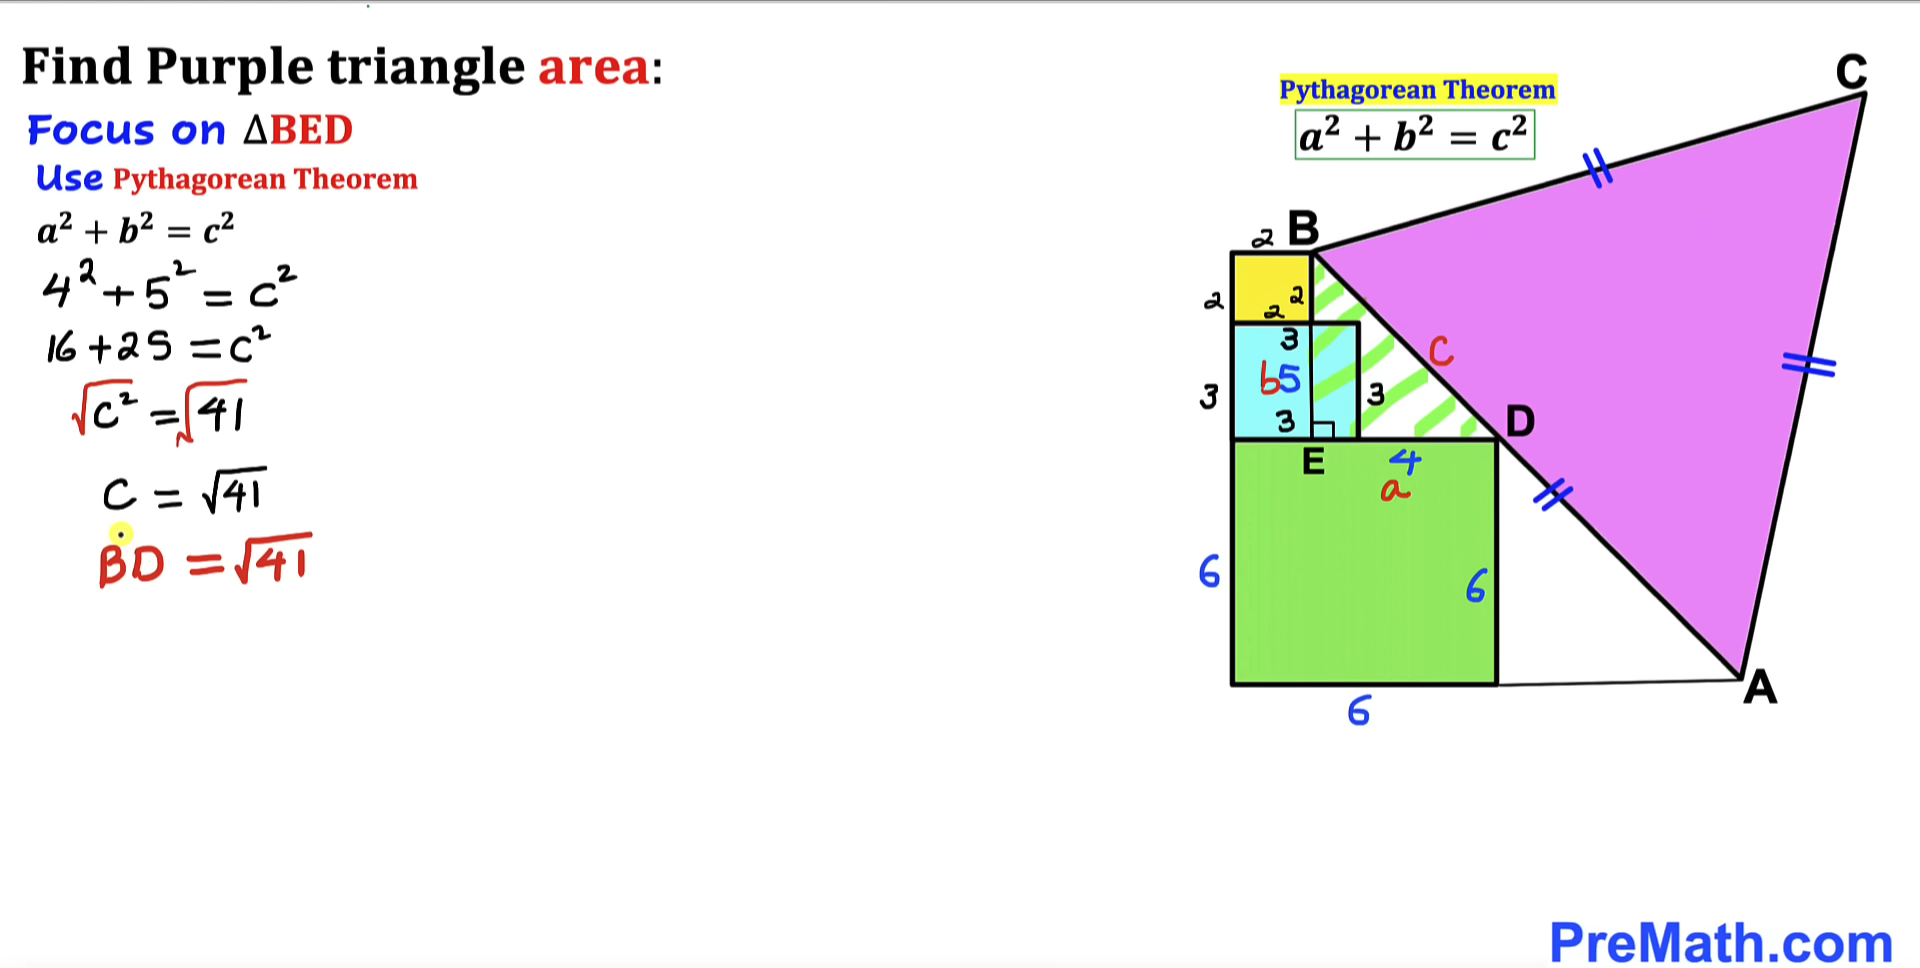 Find Purple triangle area:
Focus on ΔBED
Use Pythagorean Theorem
a² + b² = c²
4² + 5² = c²
16 + 25 = c²
√c² = √41
c = √41
BD = √41
Pythagorean Theorem
a² + b² = c²
C
2 B
2
2
2
3
b5
3
3
3
C
D
E
4
a
6
6
6
A
PreMath.com